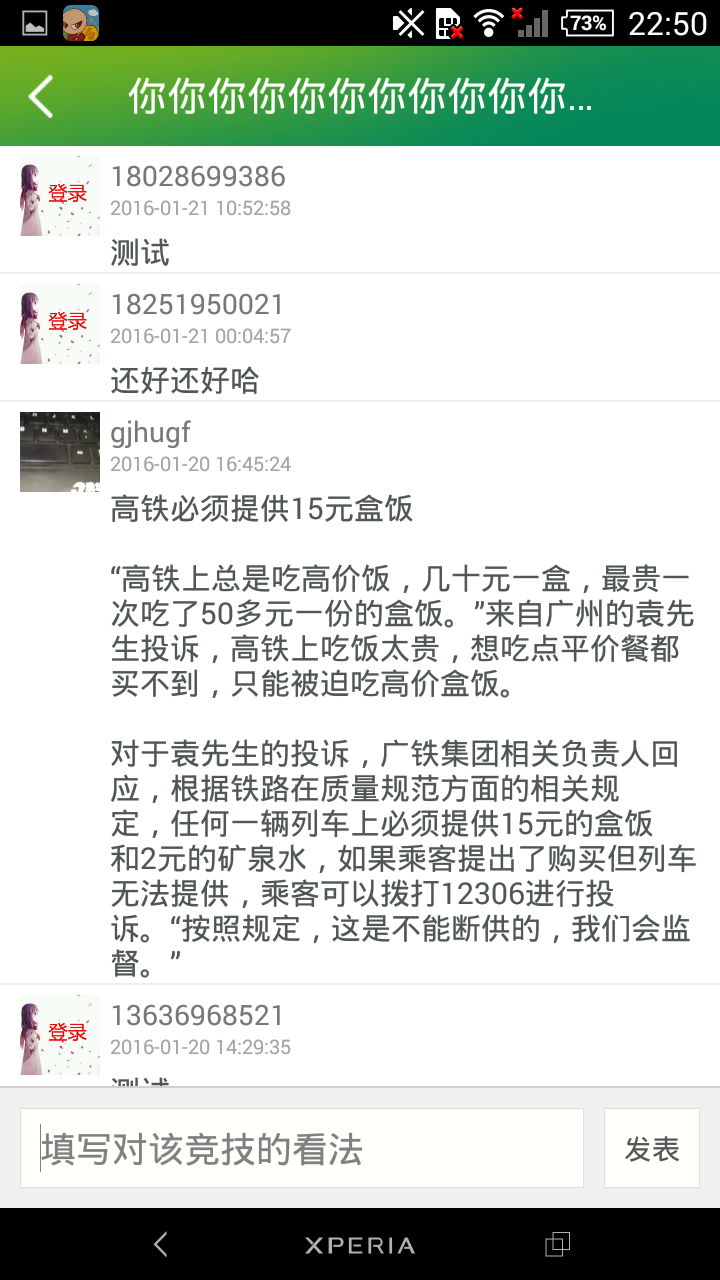 73% 22:50
你你你你你你你你你你你...
登录
18028699386
2016-01-21 10:52:58
测试
登录
18251950021
2016-01-21 00:04:57
还好还好哈
gjhugf
2016-01-20 16:45:24
高铁必须提供15元盒饭
“高铁上总是吃高价饭，几十元一盒，最贵一
次吃了50多元一份的盒饭。”来自广州的袁先
生投诉，高铁上吃饭太贵，想吃点平价餐都
买不到，只能被迫吃高价盒饭。
对于袁先生的投诉，广铁集团相关负责人回
应，根据铁路在质量规范方面的相关规
定，任何一辆列车上必须提供15元的盒饭
和2元的矿泉水，如果乘客提出了购买但列车
无法提供，乘客可以拨打12306进行投
诉。“按照规定，这是不能断供的，我们会监
督。”
登录
13636968521
2016-01-20 14:29:35
测试
填写对该竞技的看法
发表
XPERIA